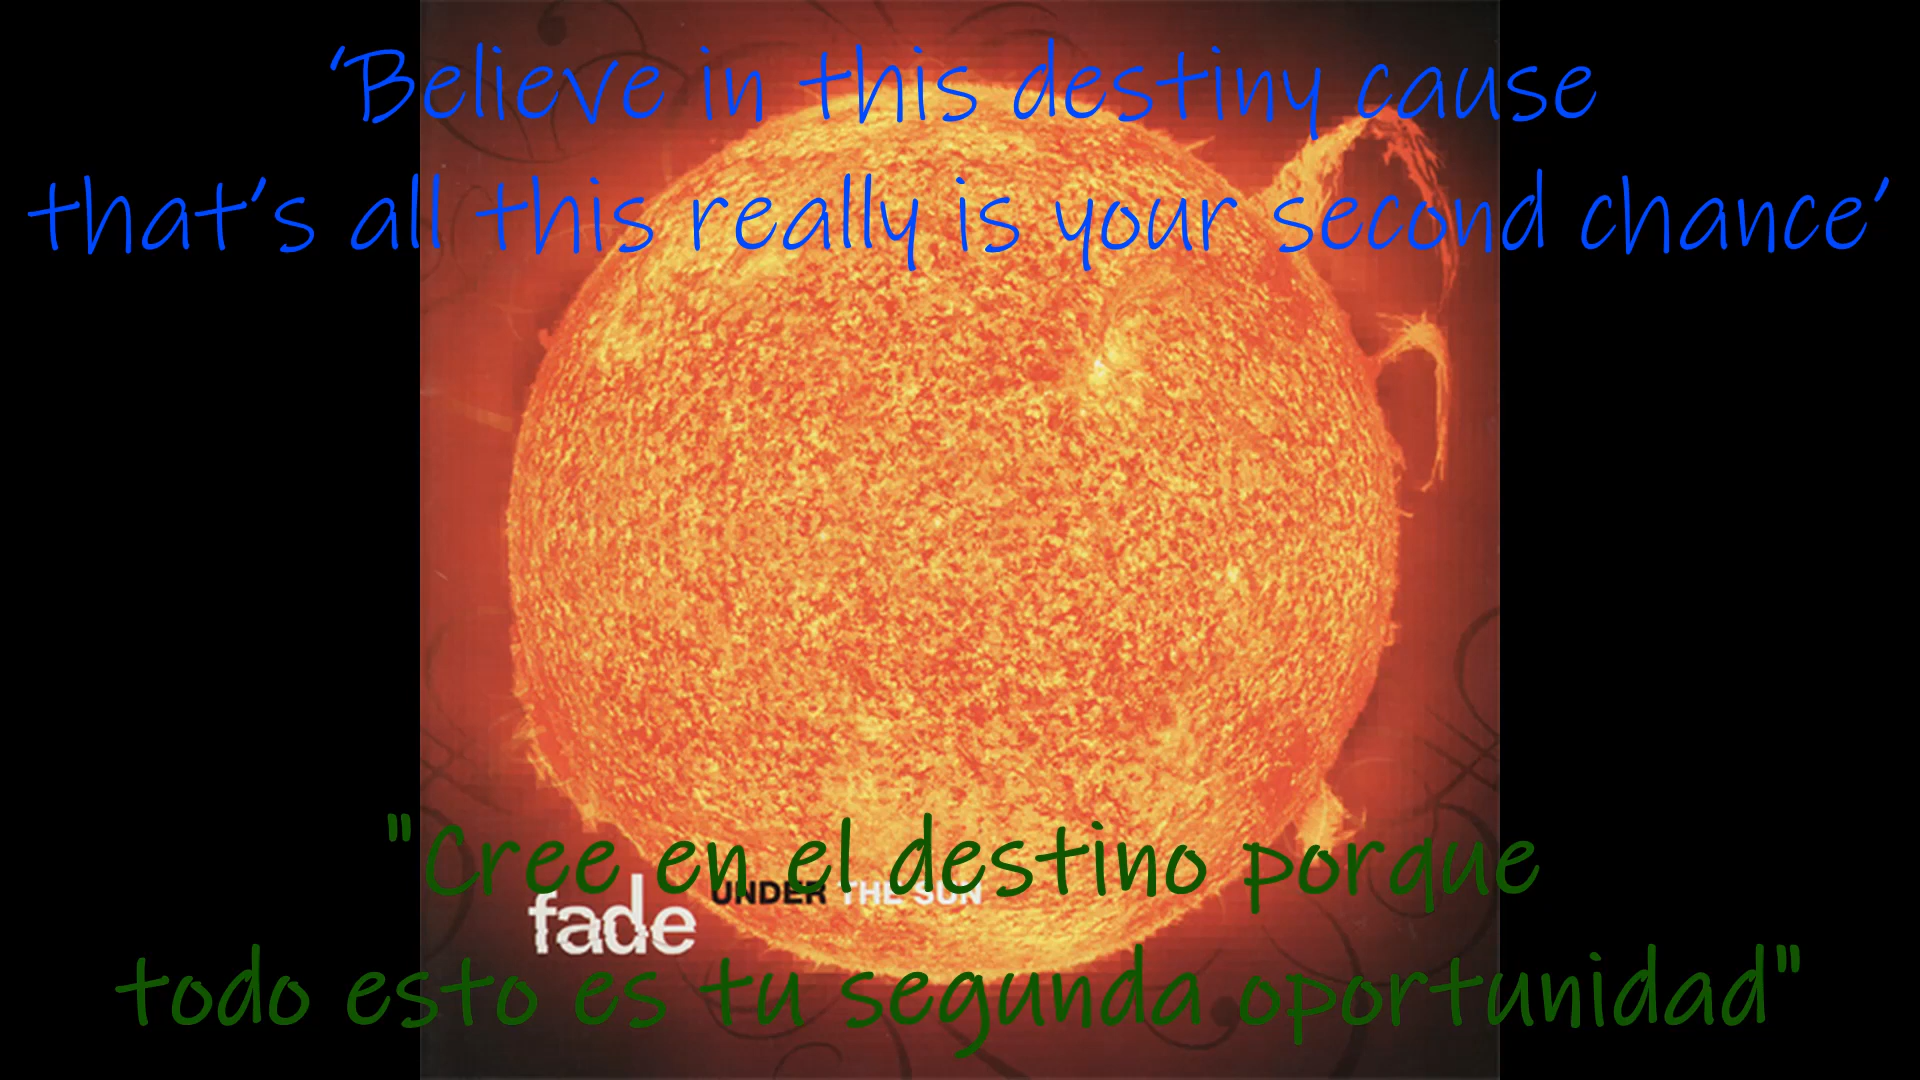 ‘Believe in this destiny cause
that’s all this really is your second chance’
"Cree en el destino porque
fade UNDER THE SUN
todo esto es tu segunda oportunidad"